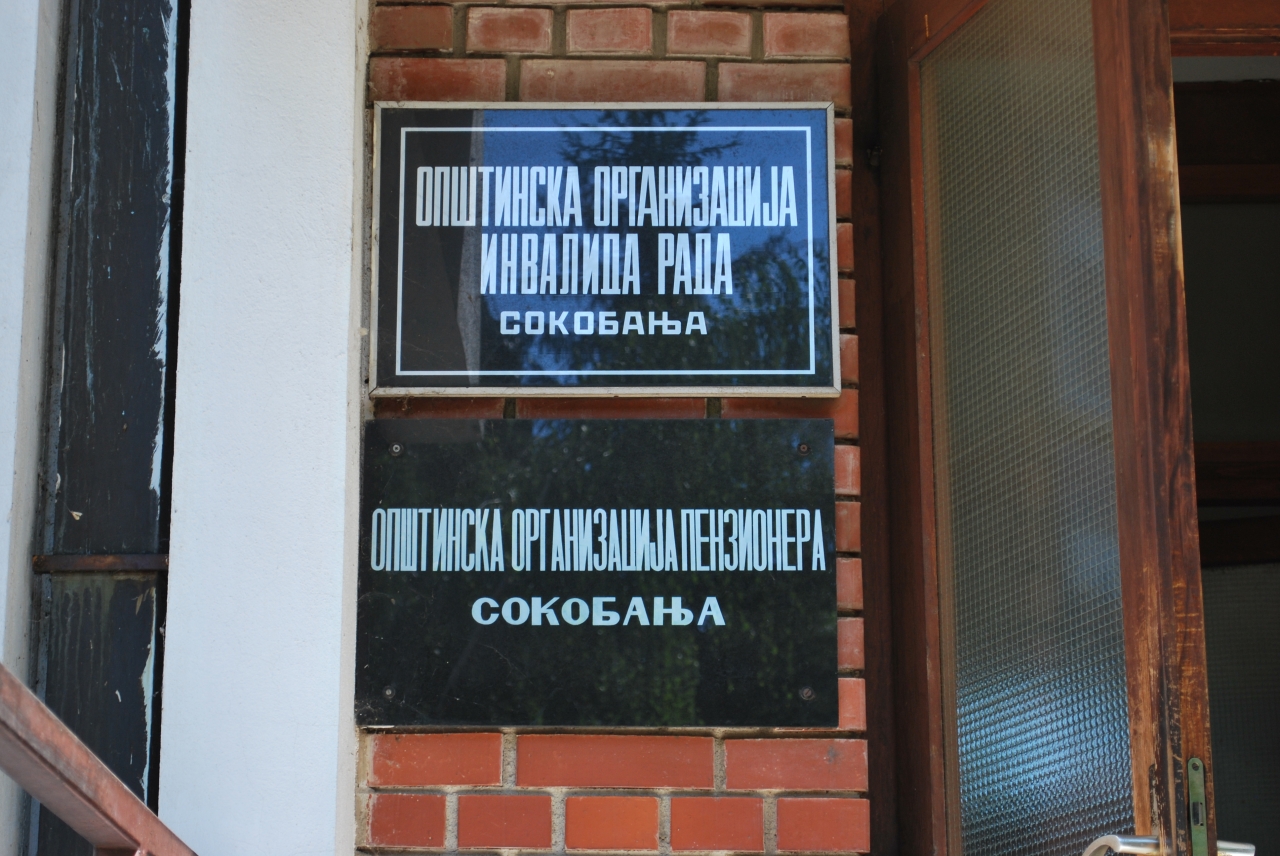 ОПШТИНСКА ОРГАНИЗАЦИЈА
ИНВАЛИДА РАДА
СОКОБАЊА
ОПШТИНСКА ОРГАНИЗАЦИЈА ПЕНЗИОНЕРА
СОКОБАЊА